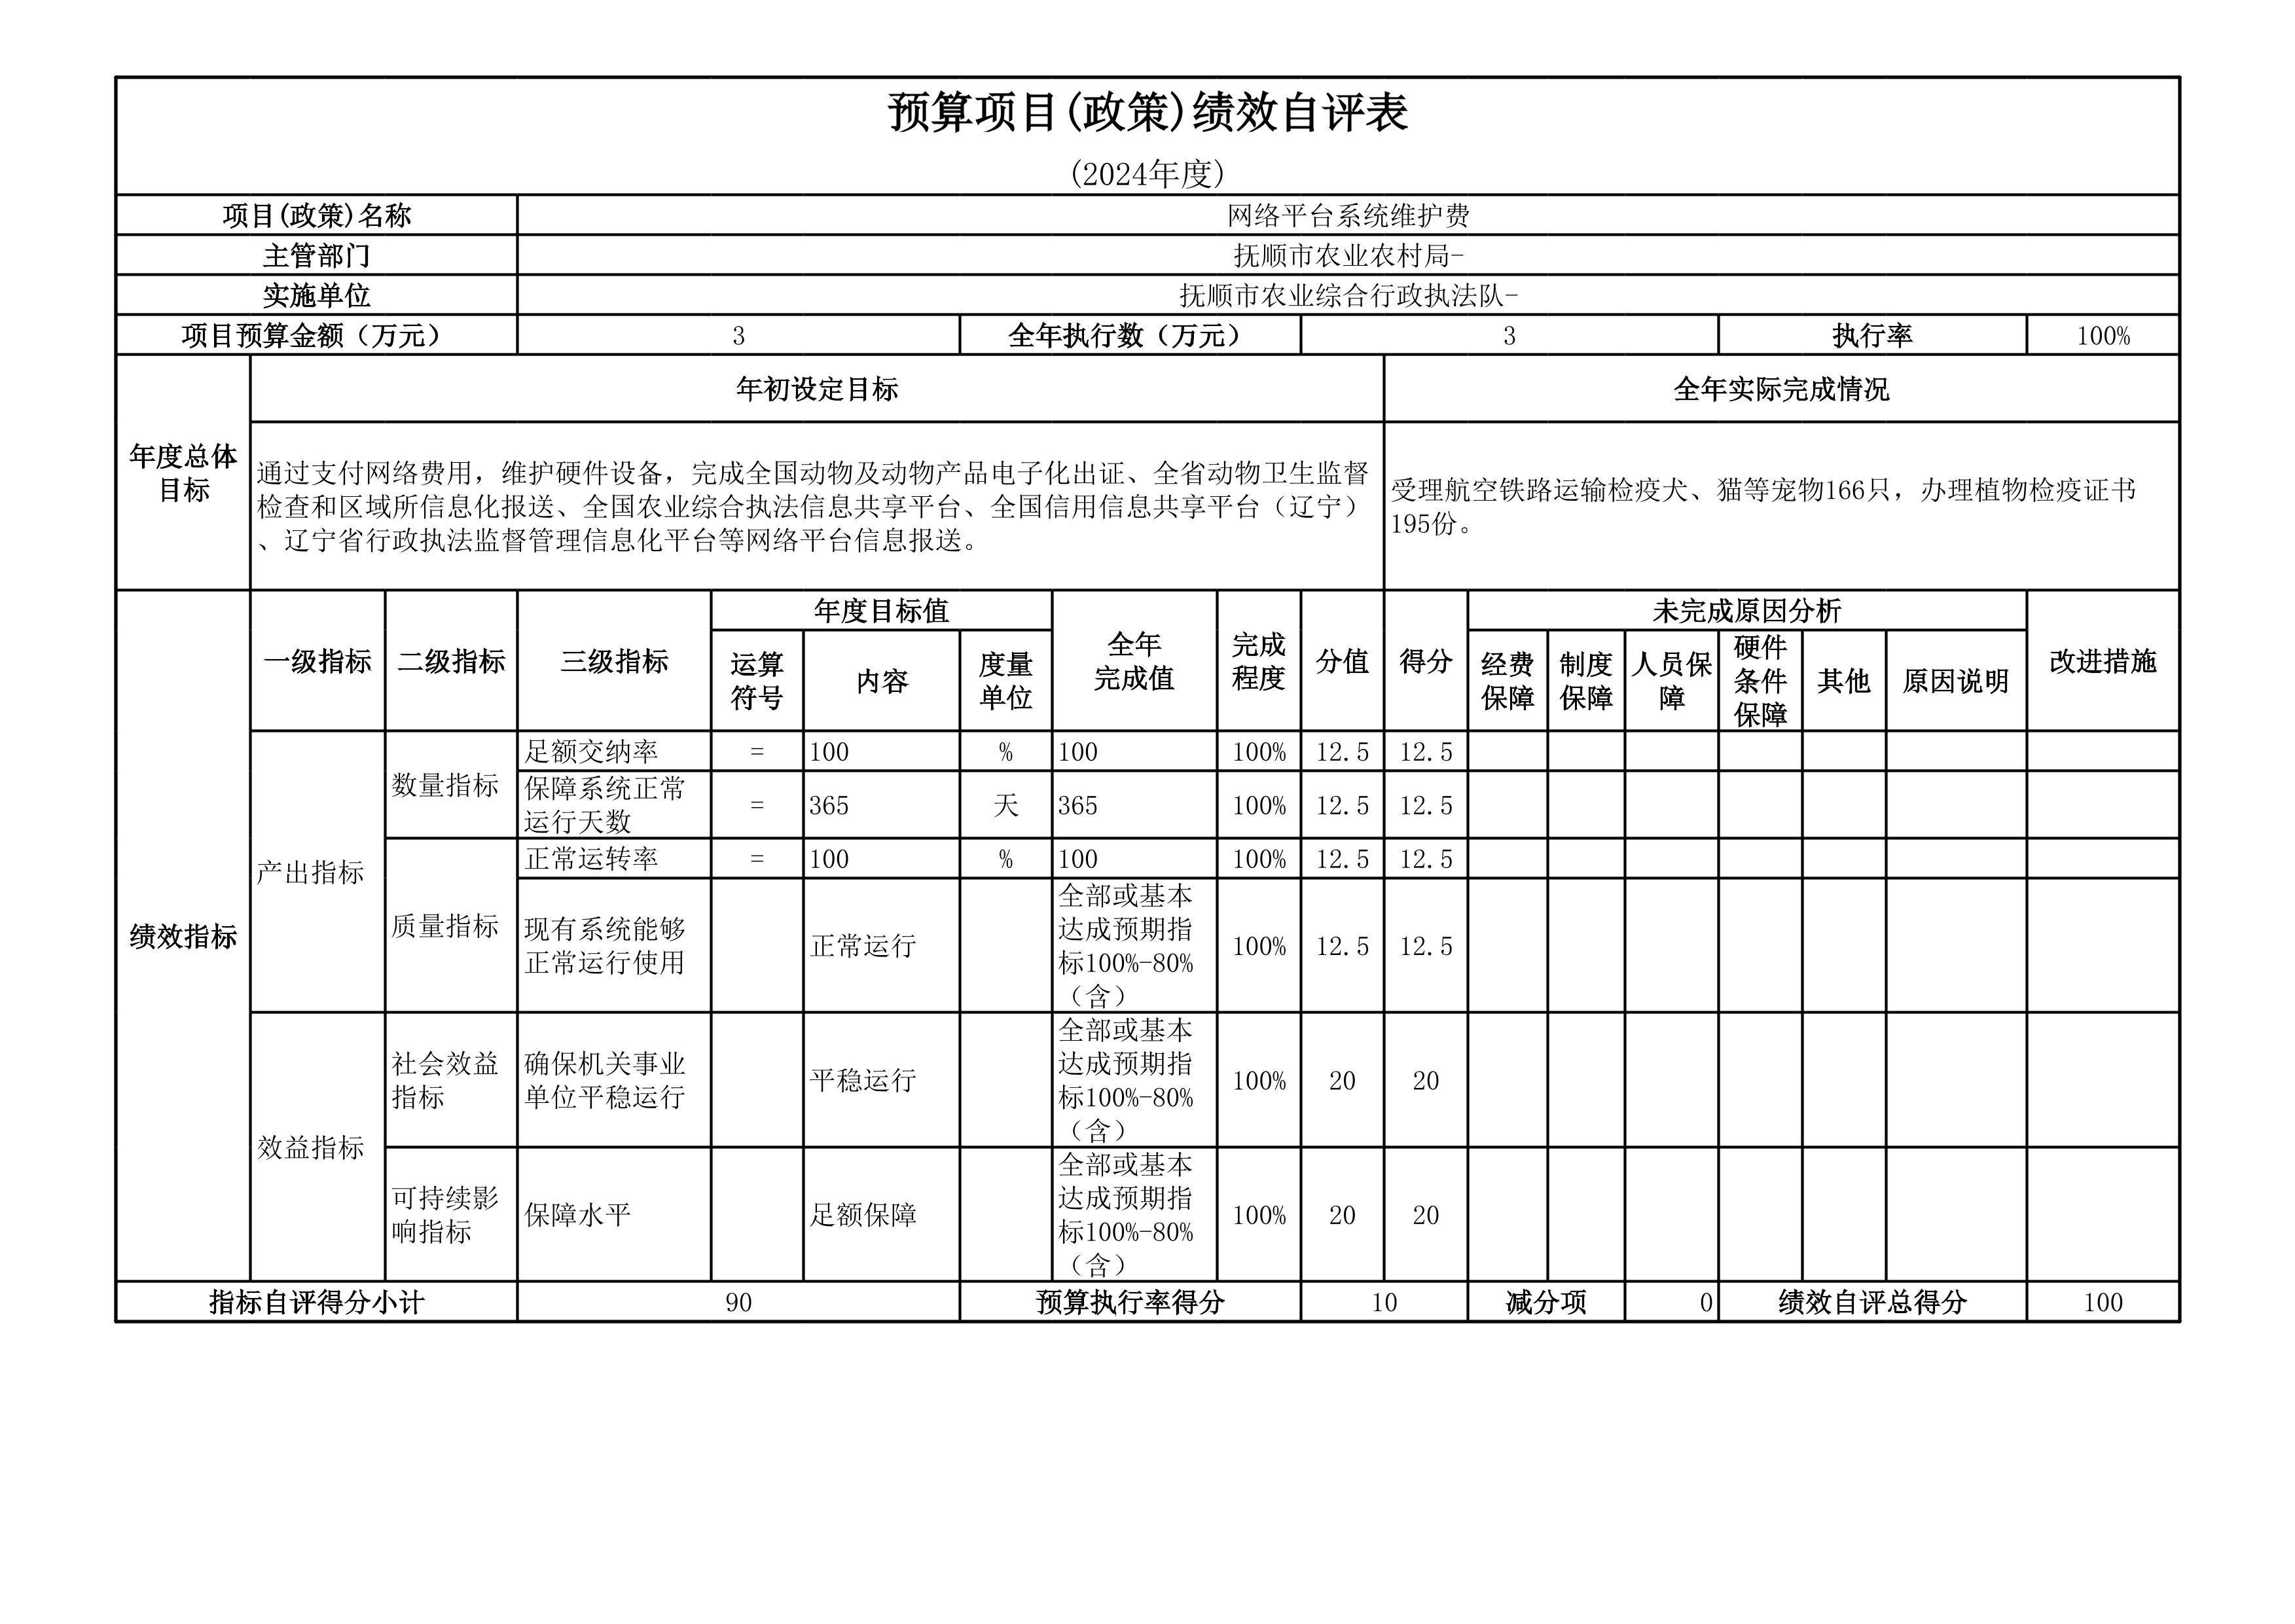 预算项目(政策)绩效自评表
(2024年度)
项目(政策)名称 网络平台系统维护费
主管部门 抚顺市农业农村局-
实施单位 抚顺市农业综合行政执法队-
项目预算金额（万元） 3 全年执行数（万元） 3 执行率 100%
年度总体
目标
年初设定目标 全年实际完成情况
通过支付网络费用，维护硬件设备，完成全国动物及动物产品电子化出证、全省动物卫生监督
检查和区域所信息化报送、全国农业综合执法信息共享平台、全国信用信息共享平台（辽宁）
、辽宁省行政执法监督管理信息化平台等网络平台信息报送。
受理航空铁路运输检疫犬、猫等宠物166只，办理植物检疫证书
195份。
绩效指标
一级指标 二级指标 三级指标
年度目标值
运算
符号
内容
度量
单位
全年
完成值
完成
程度
分值 得分
未完成原因分析
经费
保障
制度
保障
人员保
障
硬件
条件
保障
其他 原因说明
改进措施
产出指标
数量指标
足额交纳率 = 100 % 100 100% 12.5 12.5
保障系统正常
运行天数
= 365 天 365 100% 12.5 12.5
质量指标
正常运转率 = 100 % 100 100% 12.5 12.5
现有系统能够
正常运行使用
正常运行
全部或基本
达成预期指
标100%-80%
（含）
100% 12.5 12.5
效益指标
社会效益
指标
确保机关事业
单位平稳运行
平稳运行
全部或基本
达成预期指
标100%-80%
（含）
100% 20 20
可持续影
响指标
保障水平
足额保障
全部或基本
达成预期指
标100%-80%
（含）
100% 20 20
指标自评得分小计 90 预算执行率得分 10 减分项 0 绩效自评总得分 100